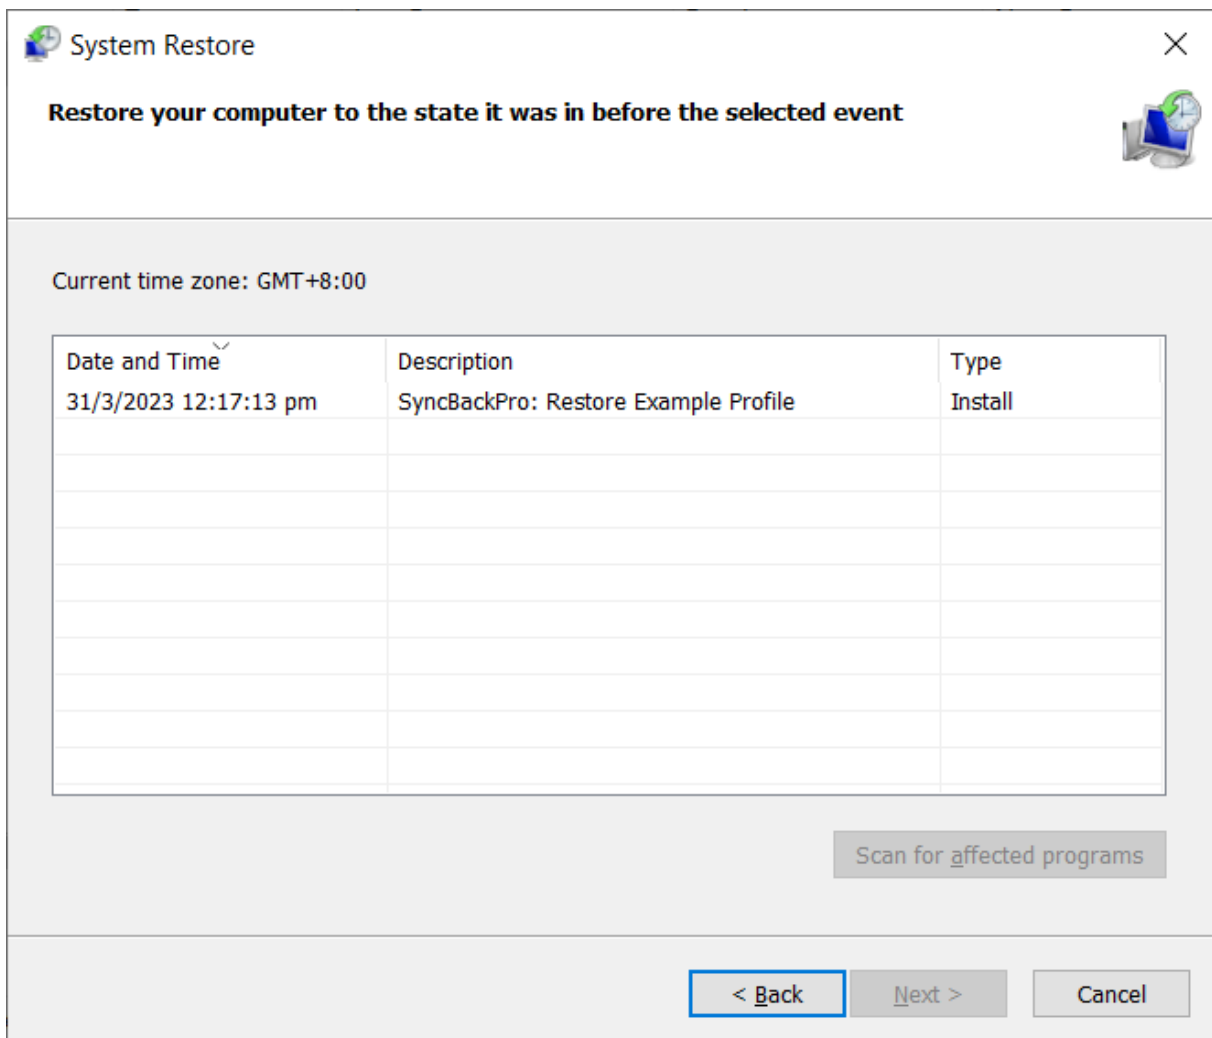 System Restore
Restore your computer to the state it was in before the selected event
Current time zone: GMT+8:00
Date and Time Description Type
31/3/2023 12:17:13 pm SyncBackPro: Restore Example Profile Install
Scan for affected programs
< Back Next > Cancel